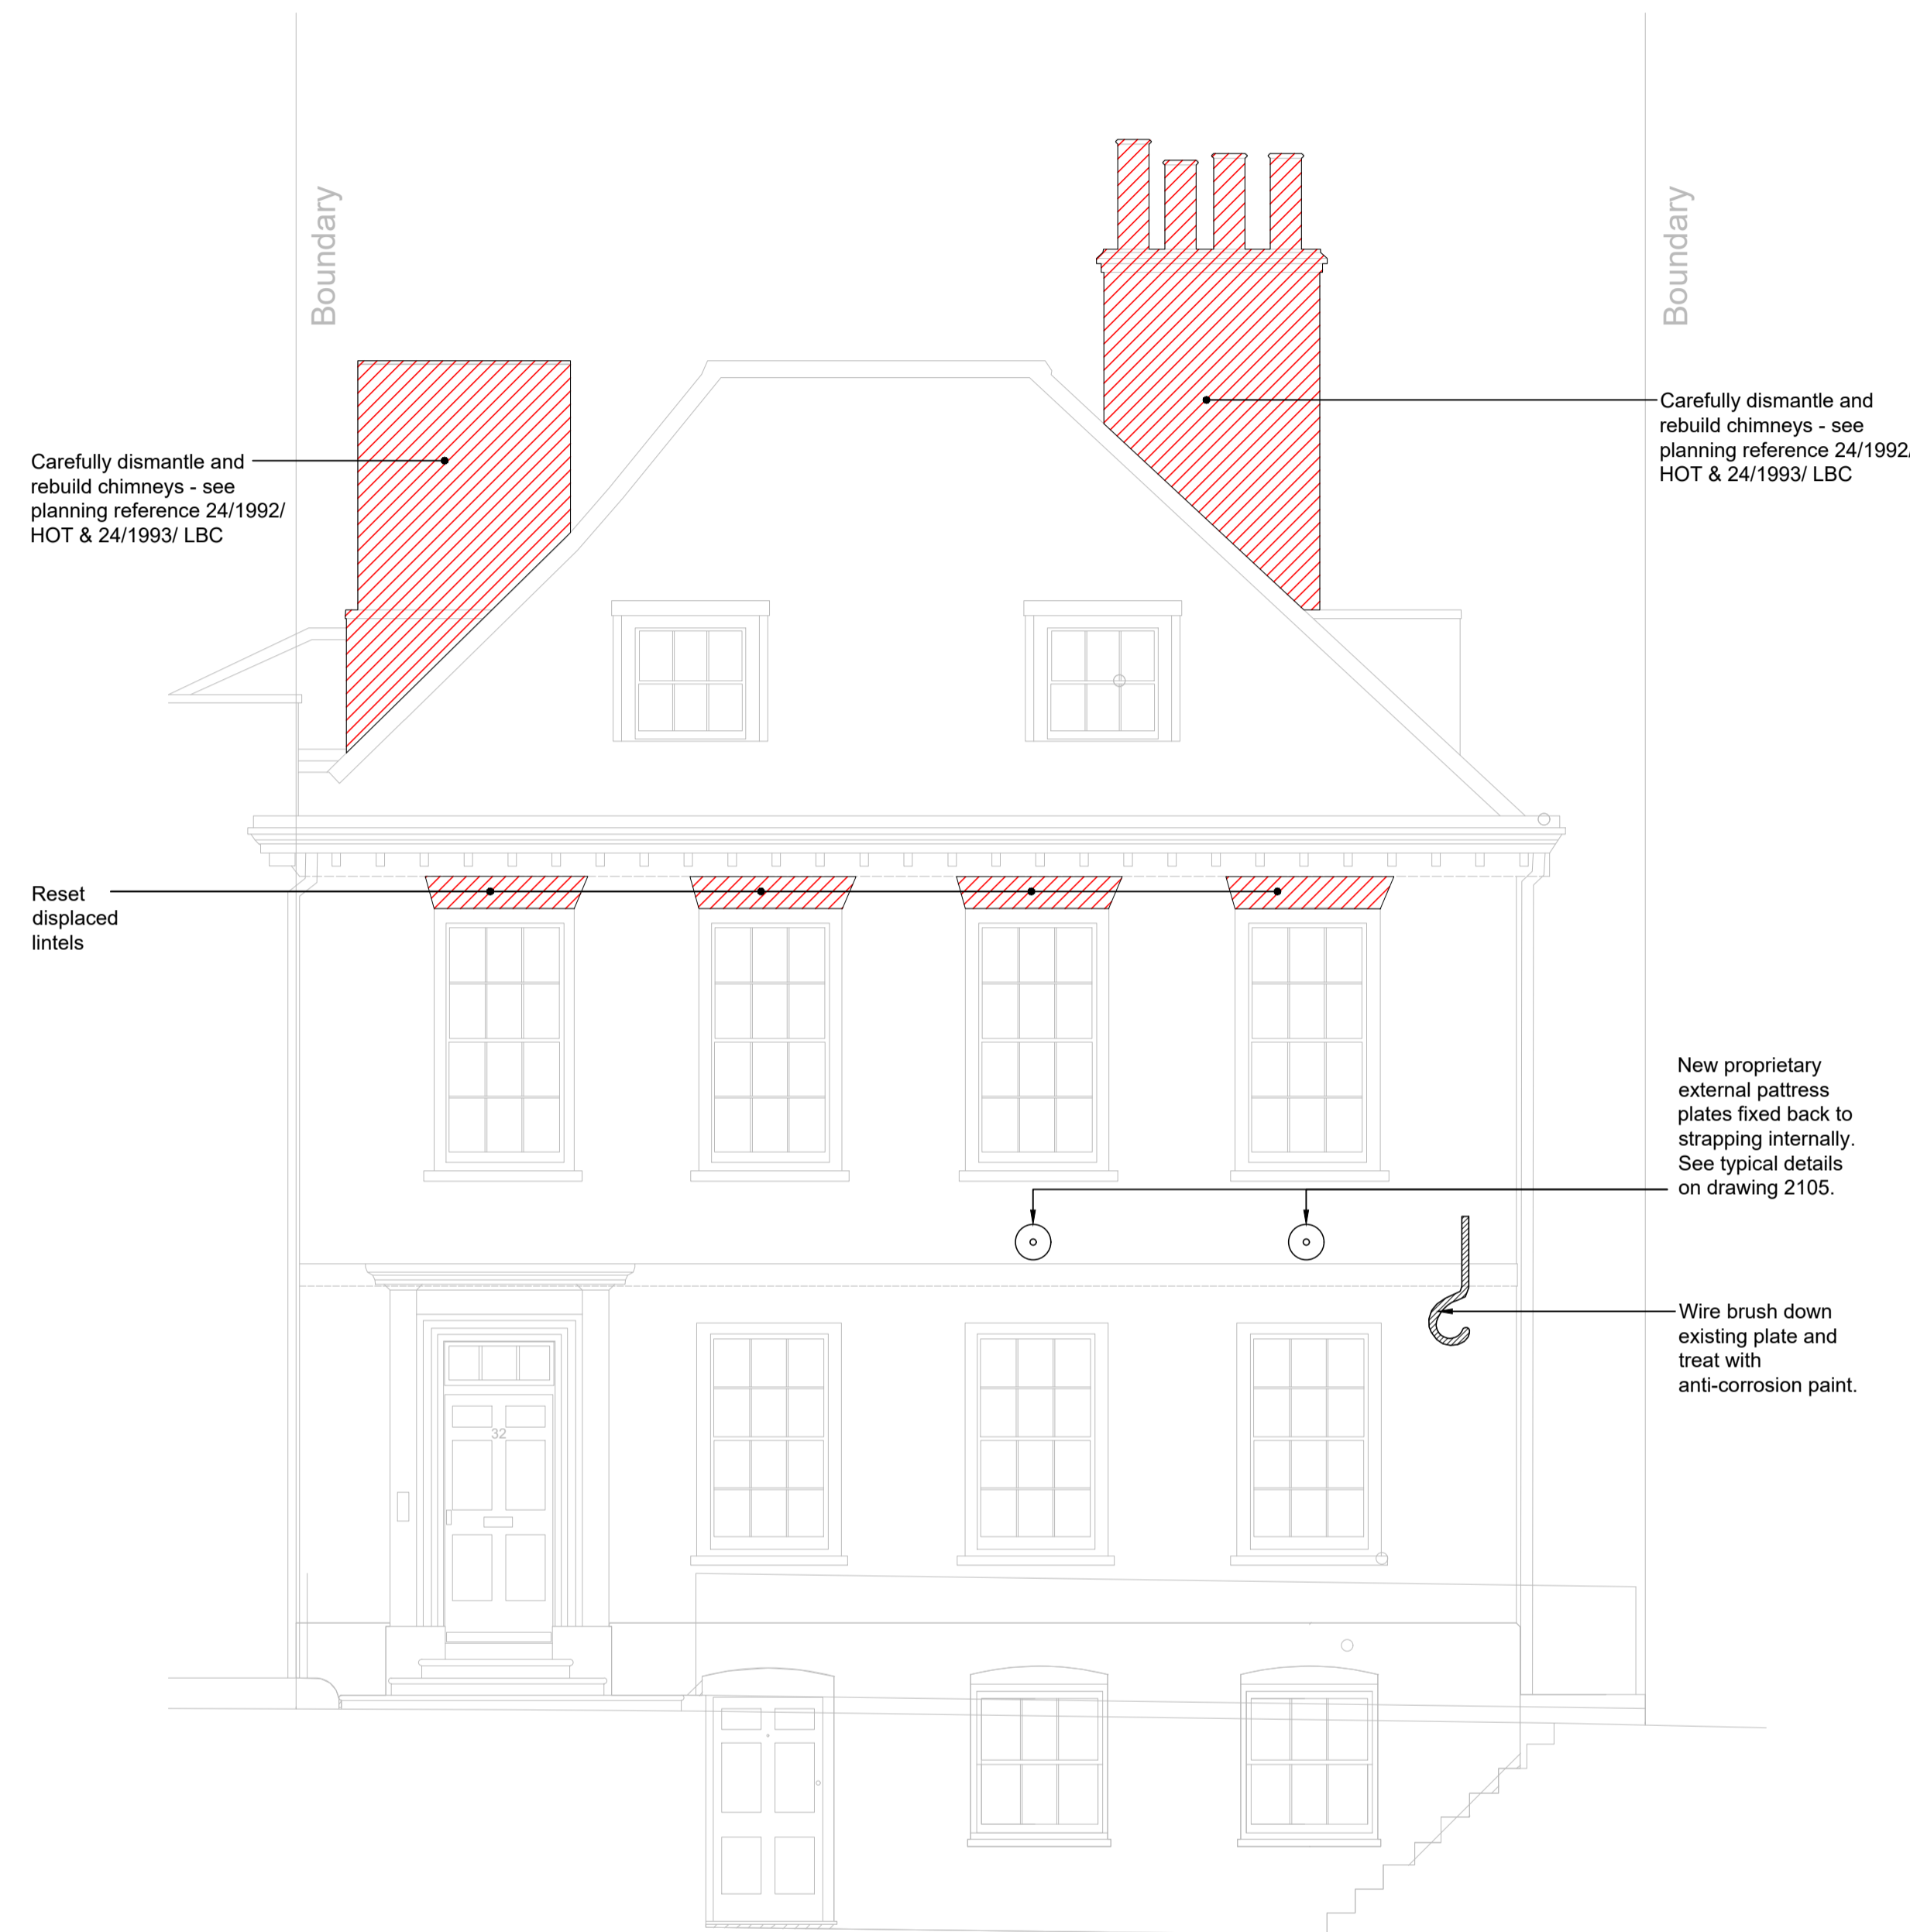 Boundary
Boundary
Carefully dismantle and
rebuild chimneys - see
planning reference 24/1992/
HOT & 24/1993/ LBC
Carefully dismantle and
rebuild chimneys - see
planning reference 24/1992/
HOT & 24/1993/ LBC
Reset
displaced
lintels
New proprietary
external pattress
plates fixed back to
strapping internally.
See typical details
on drawing 2105.
Wire brush down
existing plate and
treat with
anti-corrosion paint.
32